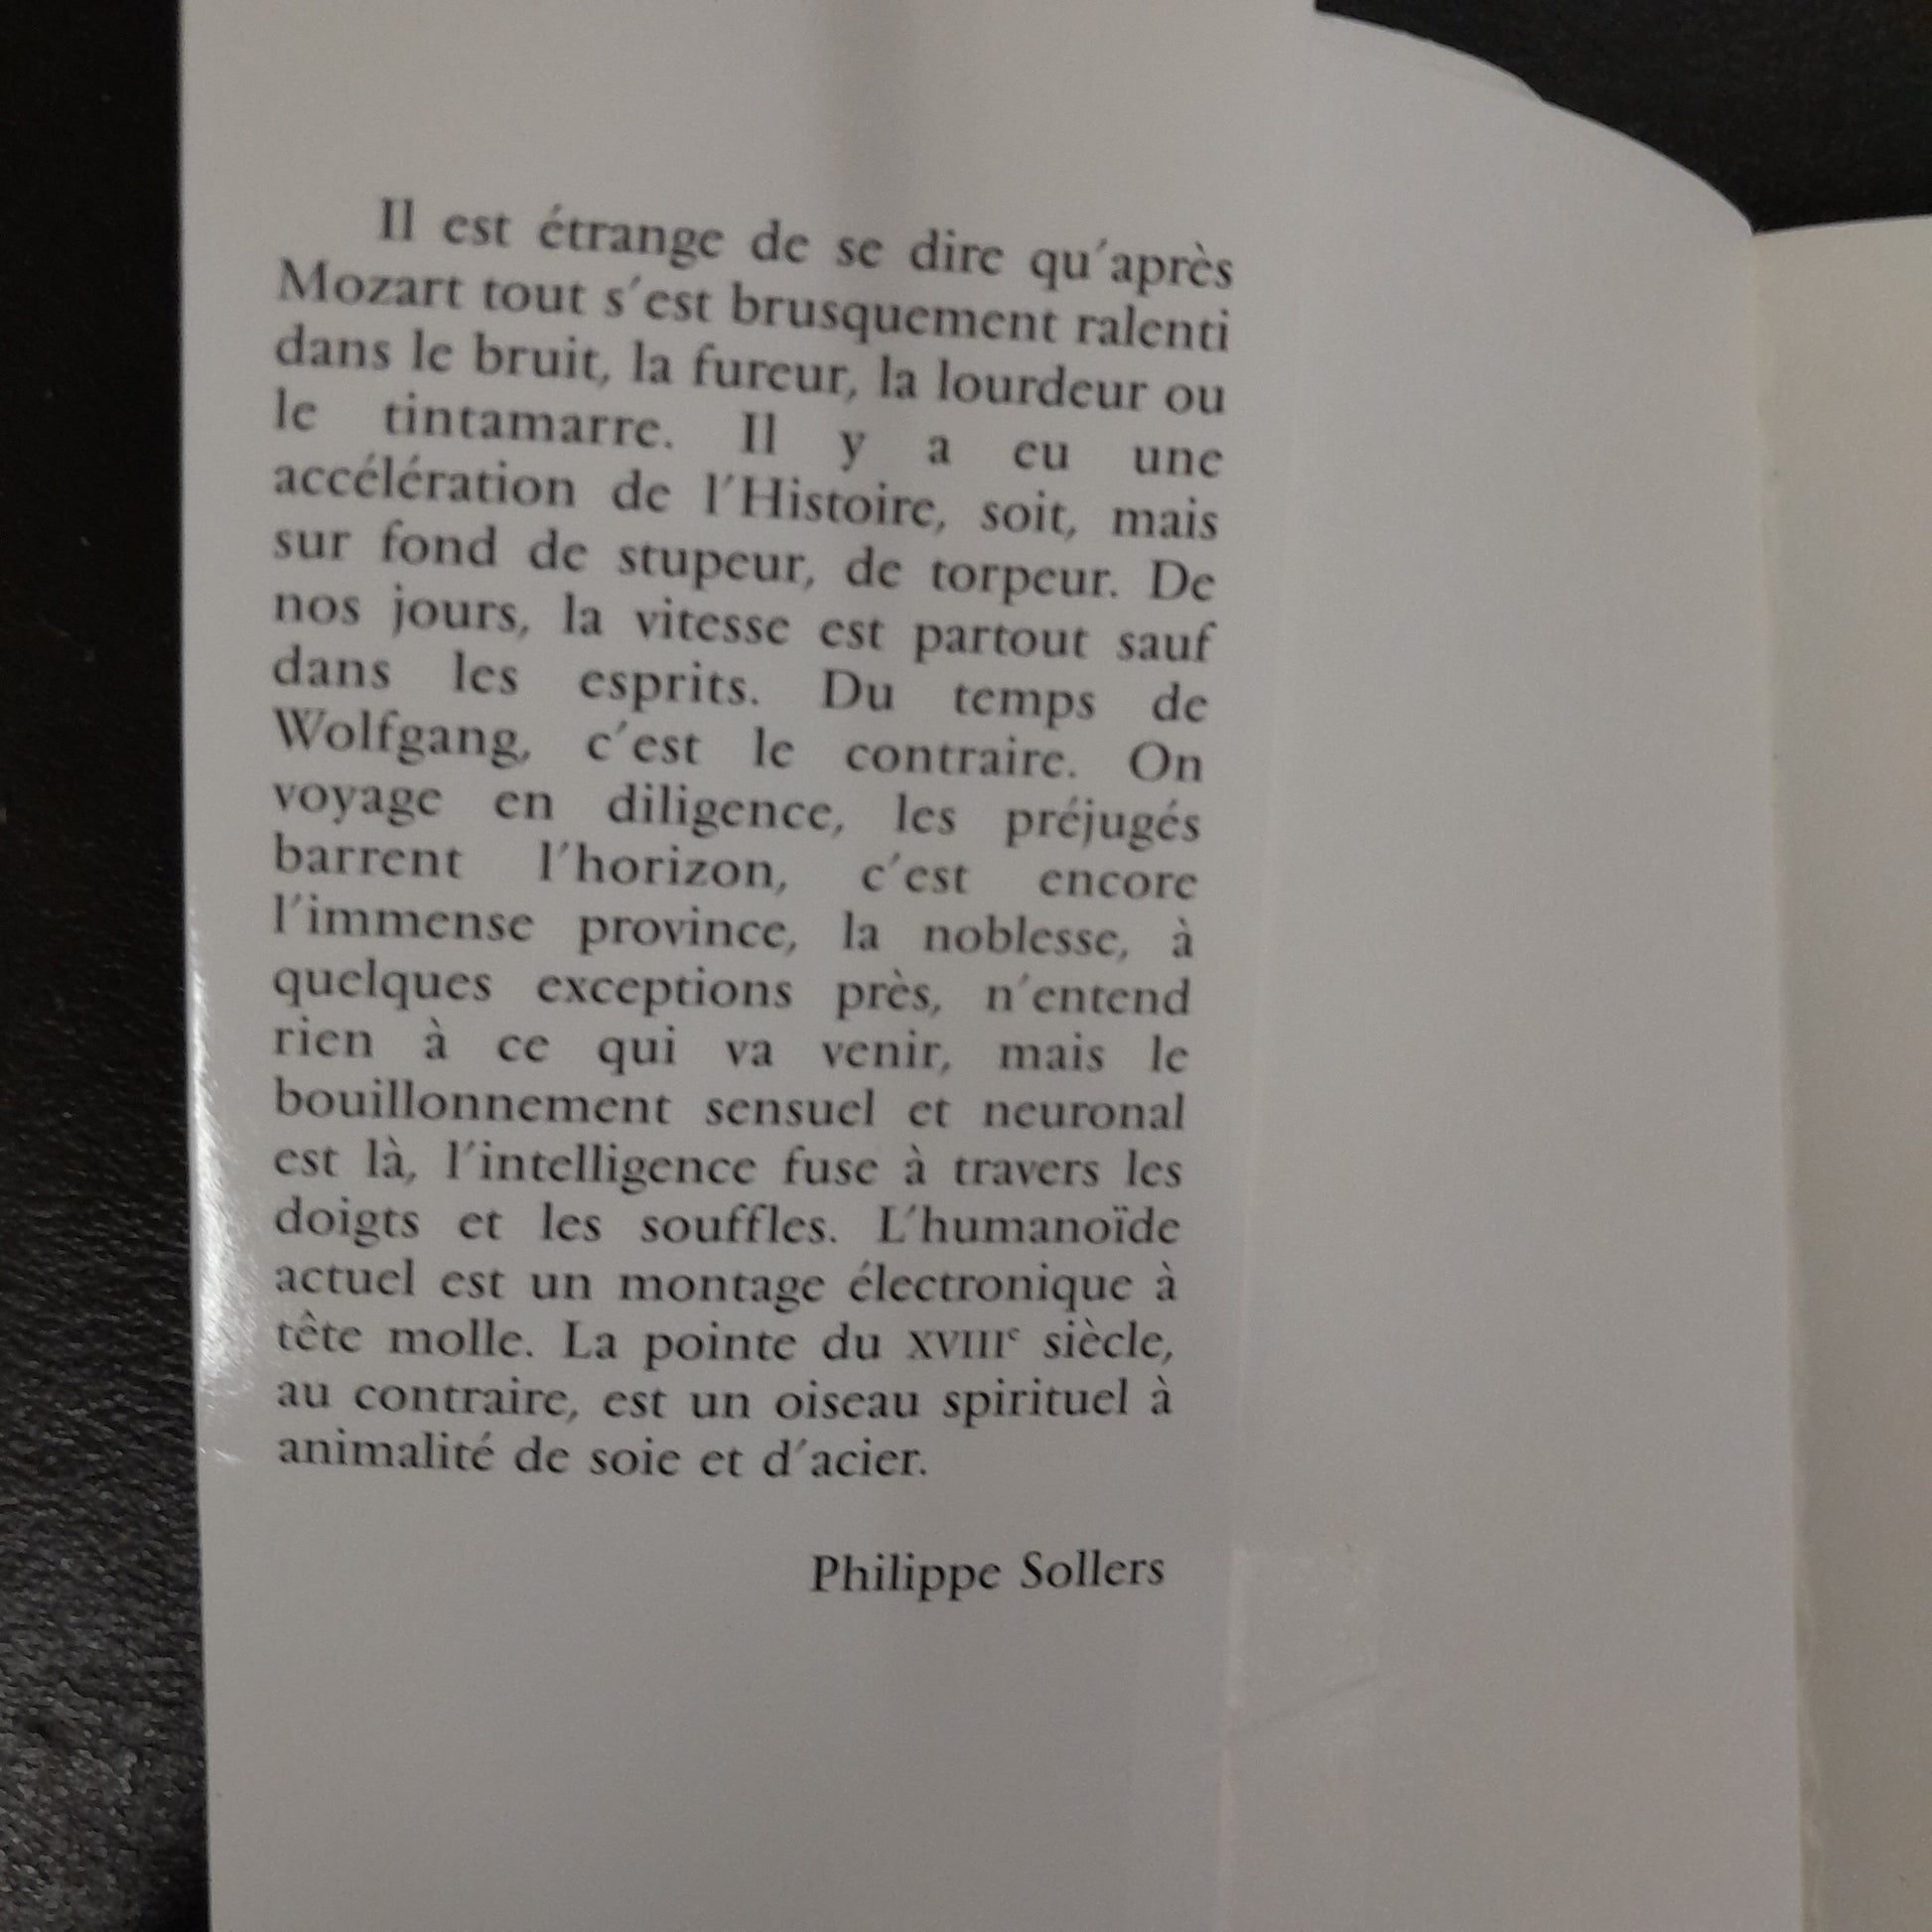 Il est étrange de se dire qu'après
Mozart tout s'est brusquement ralenti
dans le bruit, la fureur, la lourdeur ou
le tintamarre. Il y a eu une
accélération de l'Histoire, soit, mais
sur fond de stupeur, de torpeur. De
nos jours, la vitesse est partout sauf
dans les esprits. Du temps de
Wolfgang, c'est le contraire. On
voyage en diligence, les préjugés
barrent l'horizon, c'est encore
l'immense province, la noblesse, à
quelques exceptions près, n'entend
rien à ce qui va venir, mais le
bouillonnement sensuel et neuronal
est là, l'intelligence fuse à travers les
doigts et les souffles. L'humanoïde
actuel est un montage électronique à
tête molle. La pointe du XVIIIᵉ siècle,
au contraire, est un oiseau spirituel à
animalité de soie et d'acier.
Philippe Sollers